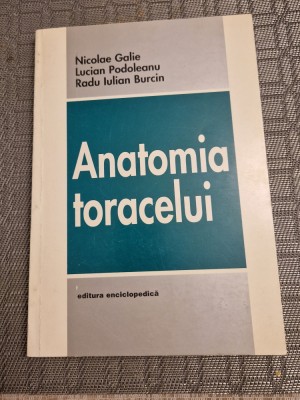 Nicolae Galie
Lucian Podoleanu
Radu Iulian Burcin
Anatomia
toracelui
editura enciclopedică